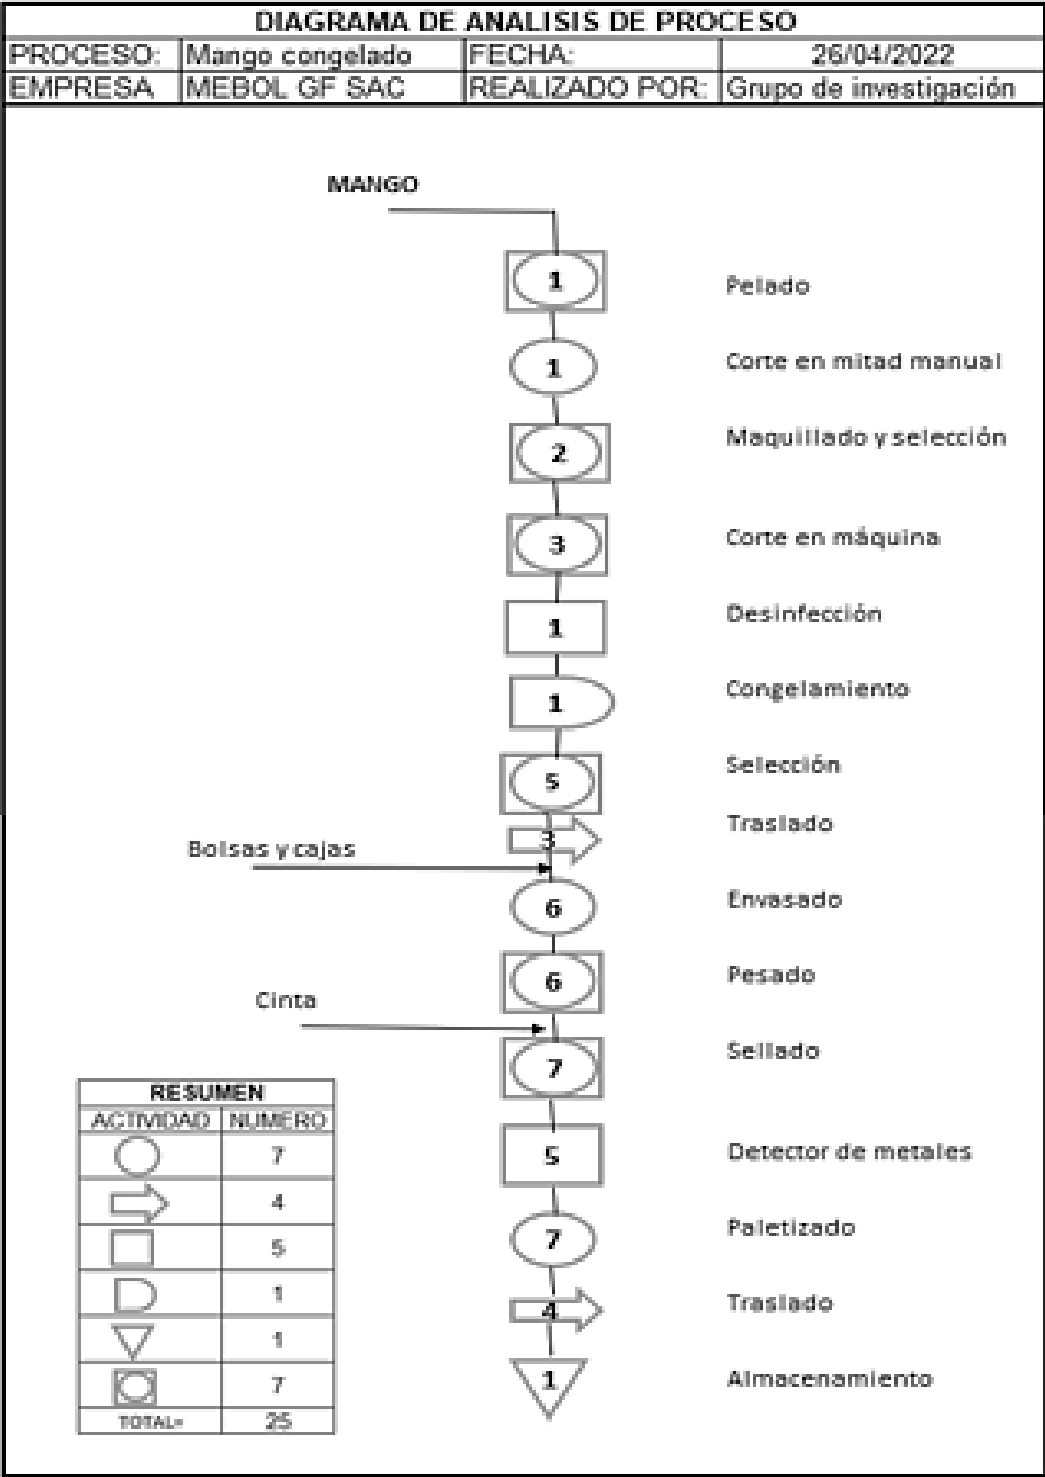 DIAGRAMA DE ANALISIS DE PROCESO
PROCESO: Mango congelado FECHA: 26/04/2022
EMPRESA MEBOL GF SAC REALIZADO POR: Grupo de investigación
MANGO
1 Pelado
1 Corte en mitad manual
2 Maquillado y selección
3 Corte en máquina
1 Desinfección
1 Congelamiento
5 Selección
3 Traslado
Bolsas y cajas
6 Envasado
6 Pesado
Cinta
7 Sellado
5 Detector de metales
7 Paletizado
4 Traslado
1 Almacenamiento
RESUMEN
ACTIVIDAD NUMERO
7
4
5
1
1
7
TOTAL= 25